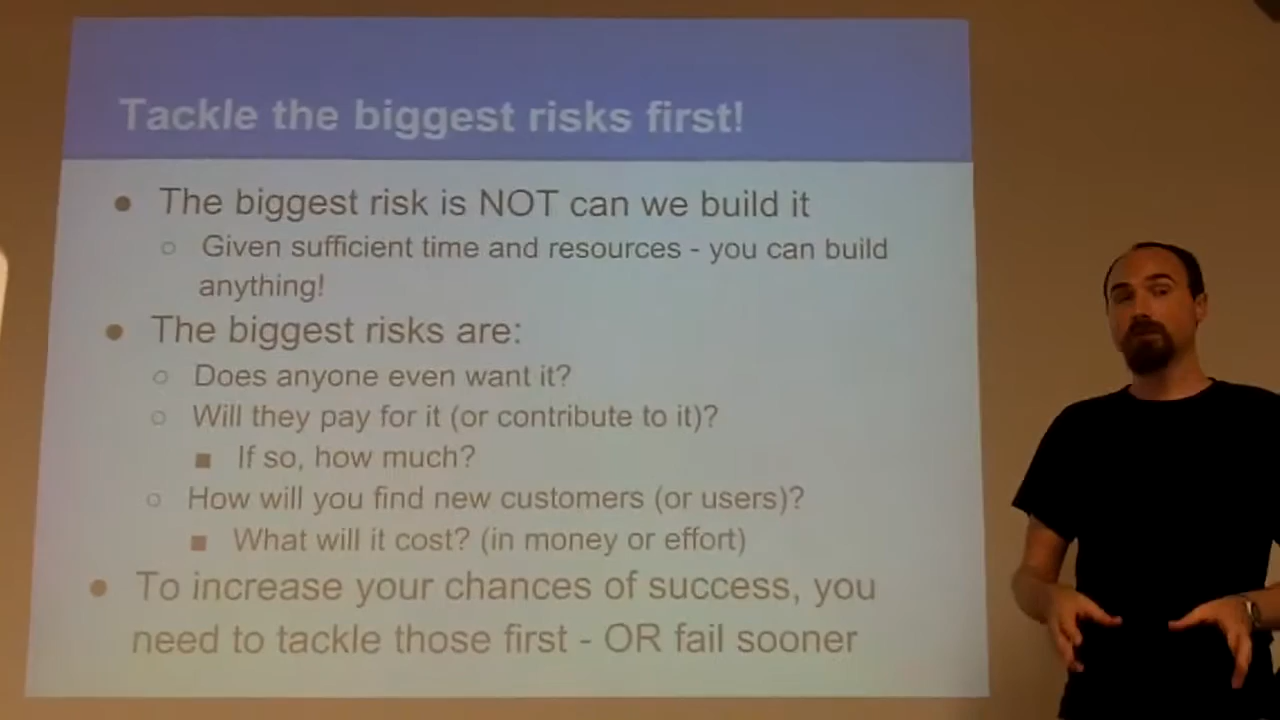 Tackle the biggest risks first!
● The biggest risk is NOT can we build it
○ Given sufficient time and resources - you can build
anything!
● The biggest risks are:
○ Does anyone even want it?
○ Will they pay for it (or contribute to it)?
■ If so, how much?
○ How will you find new customers (or users)?
■ What will it cost? (in money or effort)
● To increase your chances of success, you
need to tackle those first - OR fail sooner